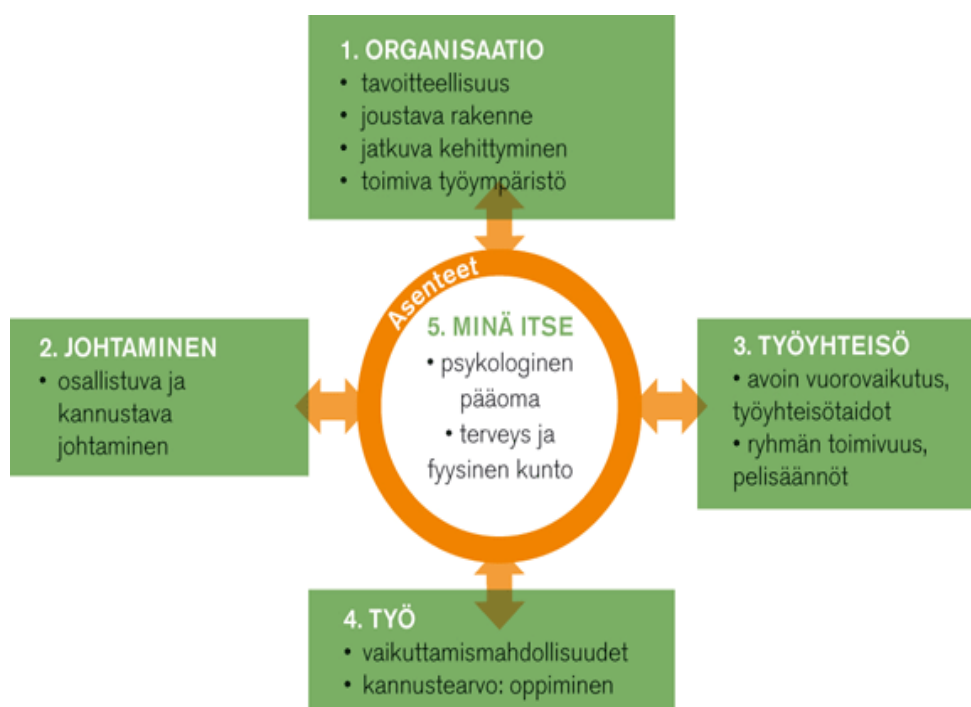 1. ORGANISAATIO
• tavoitteellisuus
• joustava rakenne
• jatkuva kehittyminen
• toimiva työympäristö
Asenteet
2. JOHTAMINEN
• osallistuva ja
kannustava
johtaminen
5. MINÄ ITSE
• psykologinen
pääoma
• terveys ja
fyysinen kunto
3. TYÖYHTEISÖ
• avoin vuorovaikutus,
työyhteisötaidot
• ryhmän toimivuus,
pelisäännöt
4. TYÖ
• vaikuttamismahdollisuudet
• kannustearvo: oppiminen